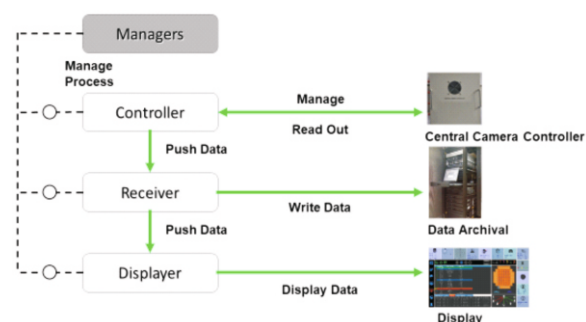 Managers
Manage
Process
Controller
Manage
Read Out
Central Camera Controller
Push Data
Receiver
Write Data
Data Archival
Push Data
Displayer
Display Data
Display